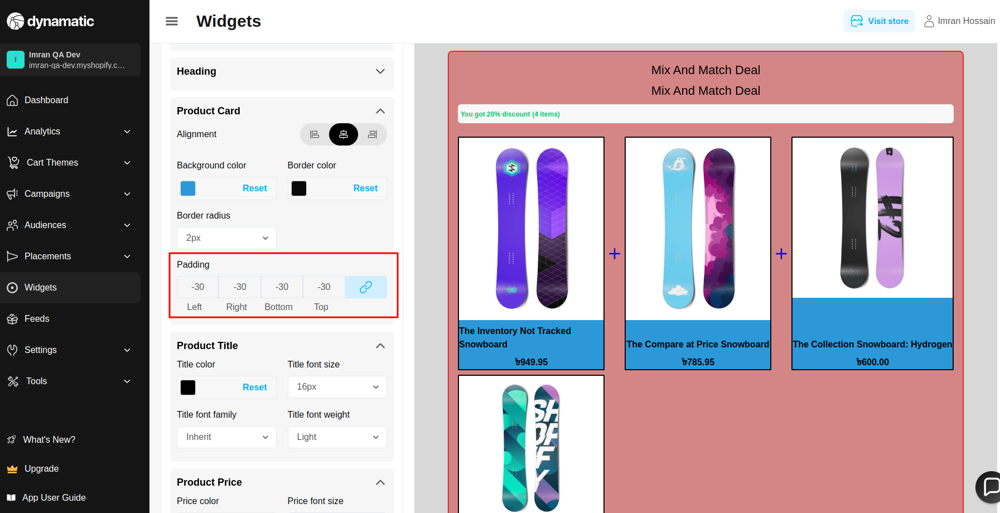 dynamatic
Widgets
Visit store
Imran Hossain
I
Imran QA Dev
imran-qa-dev.myshopify.c...
Dashboard
Analytics
Cart Themes
Campaigns
Audiences
Placements
Widgets
Feeds
Settings
Tools
What's New?
Upgrade
App User Guide
Heading
Product Card
Alignment
Background color
Border color
Reset
Reset
Border radius
2px
Padding
-30
-30
-30
-30
Left
Right
Bottom
Top
Product Title
Title color
Title font size
Reset
16px
Title font family
Title font weight
Inherit
Light
Product Price
Price color
Price font size
Mix And Match Deal
Mix And Match Deal
You got 20% discount (4 items)
The Inventory Not Tracked
Snowboard
৳949.95
+
The Compare at Price Snowboard
৳785.95
+
The Collection Snowboard: Hydrogen
৳600.00